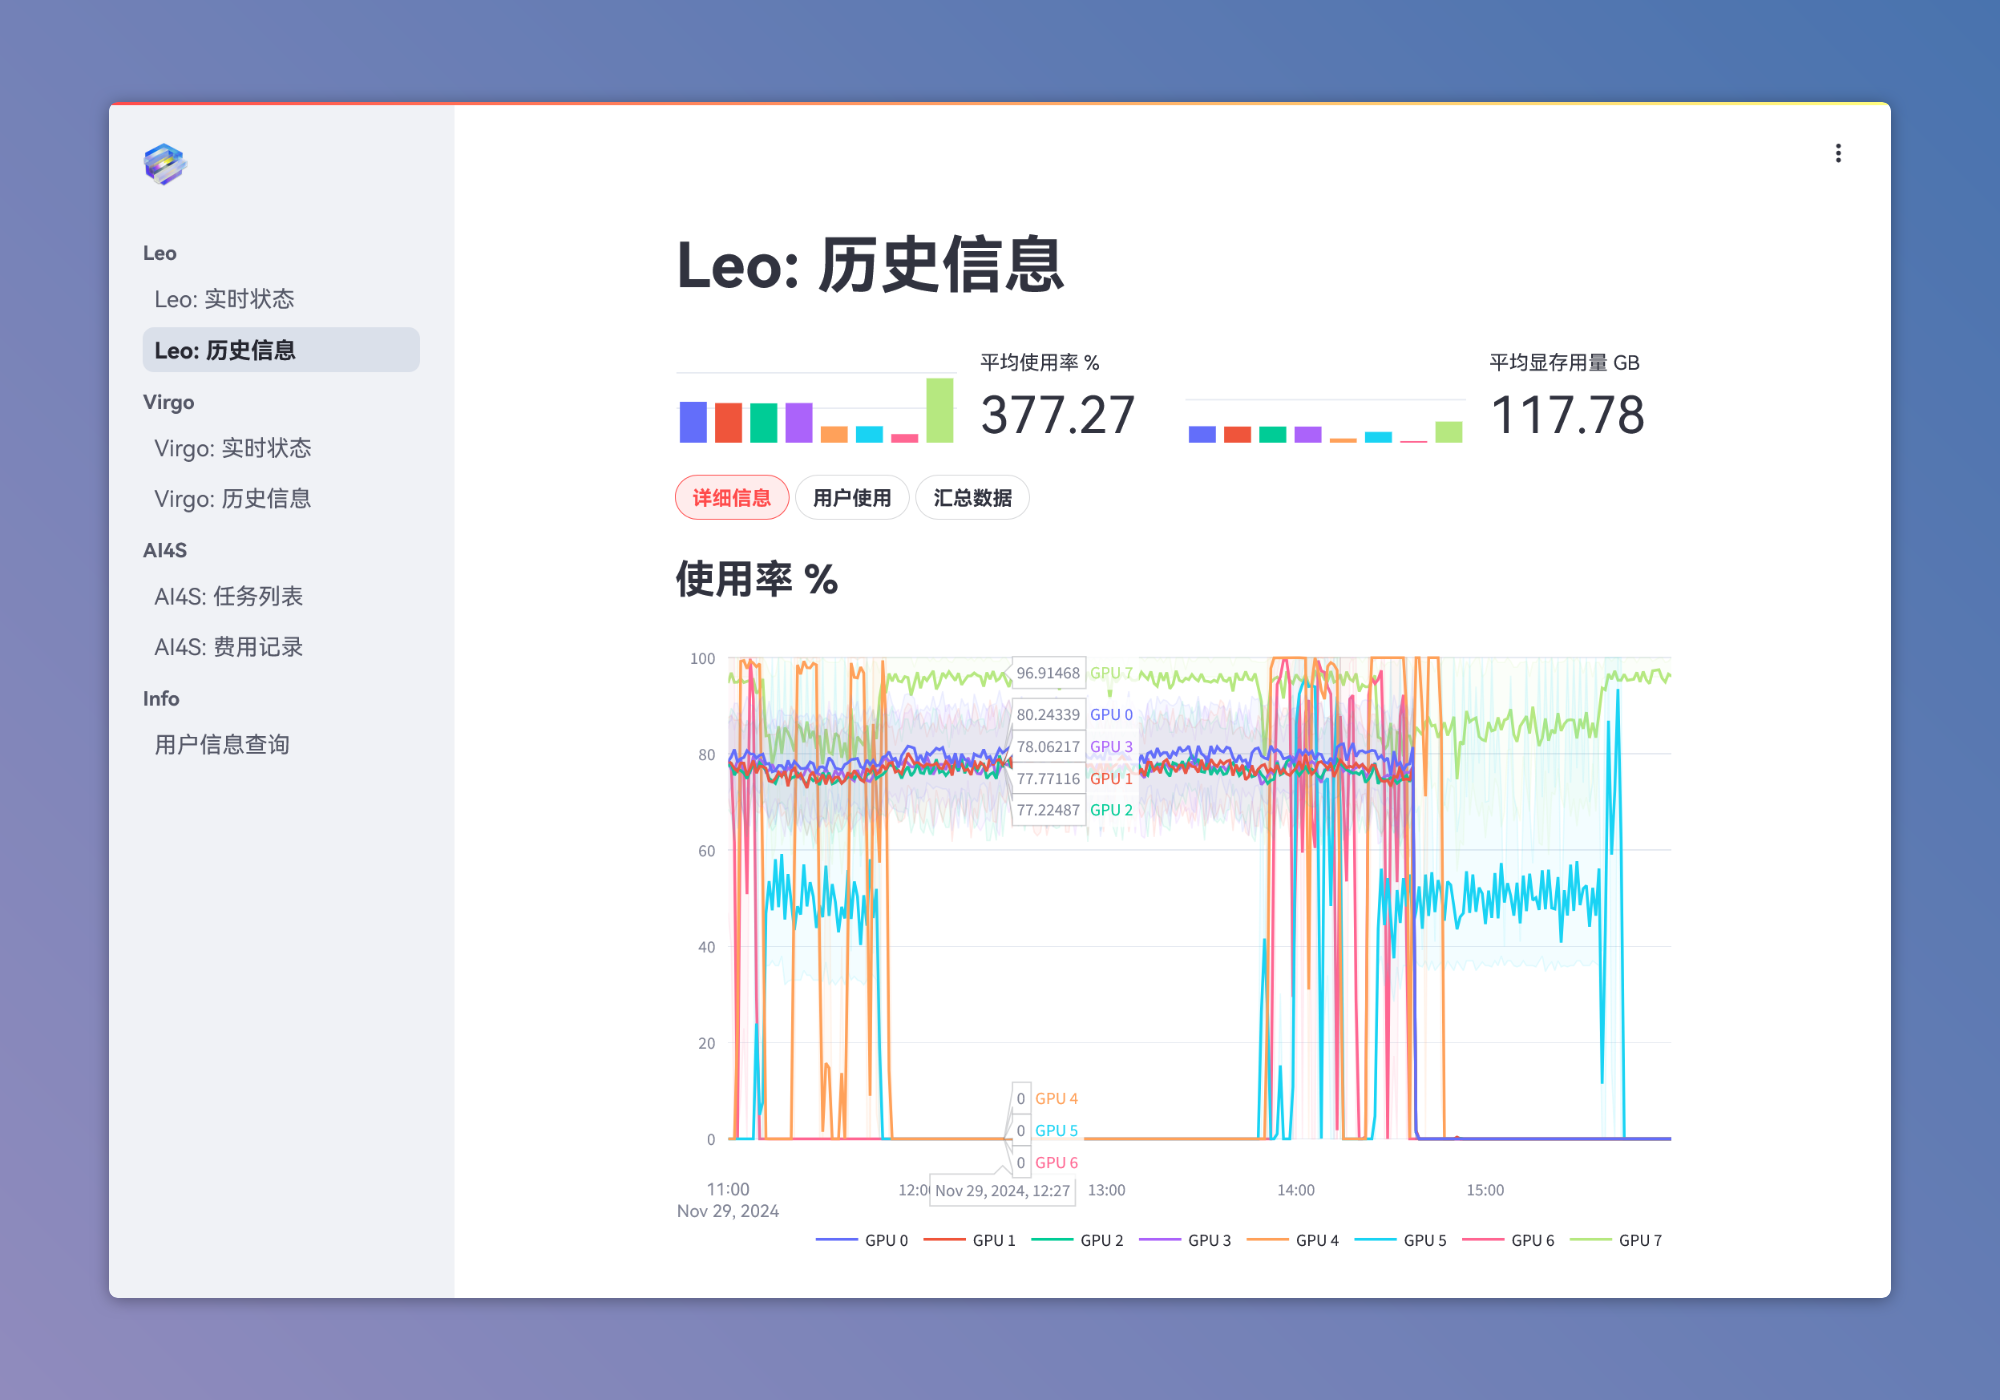 Leo
Leo: 实时状态
Leo: 历史信息
Virgo
Virgo: 实时状态
Virgo: 历史信息
AI4S
AI4S: 任务列表
AI4S: 费用记录
Info
用户信息查询
Leo: 历史信息
平均使用率 %
377.27
平均显存用量 GB
117.78
详细信息 用户使用 汇总数据
使用率 %
100
80
60
40
20
0
96.91468 GPU 7
80.24339 GPU 0
78.06217 GPU 3
77.77116 GPU 1
77.22487 GPU 2
0 GPU 4
0 GPU 5
0 GPU 6
11:00 12:00 Nov 29, 2024, 12:27 13:00 14:00 15:00
Nov 29, 2024
GPU 0 GPU 1 GPU 2 GPU 3 GPU 4 GPU 5 GPU 6 GPU 7